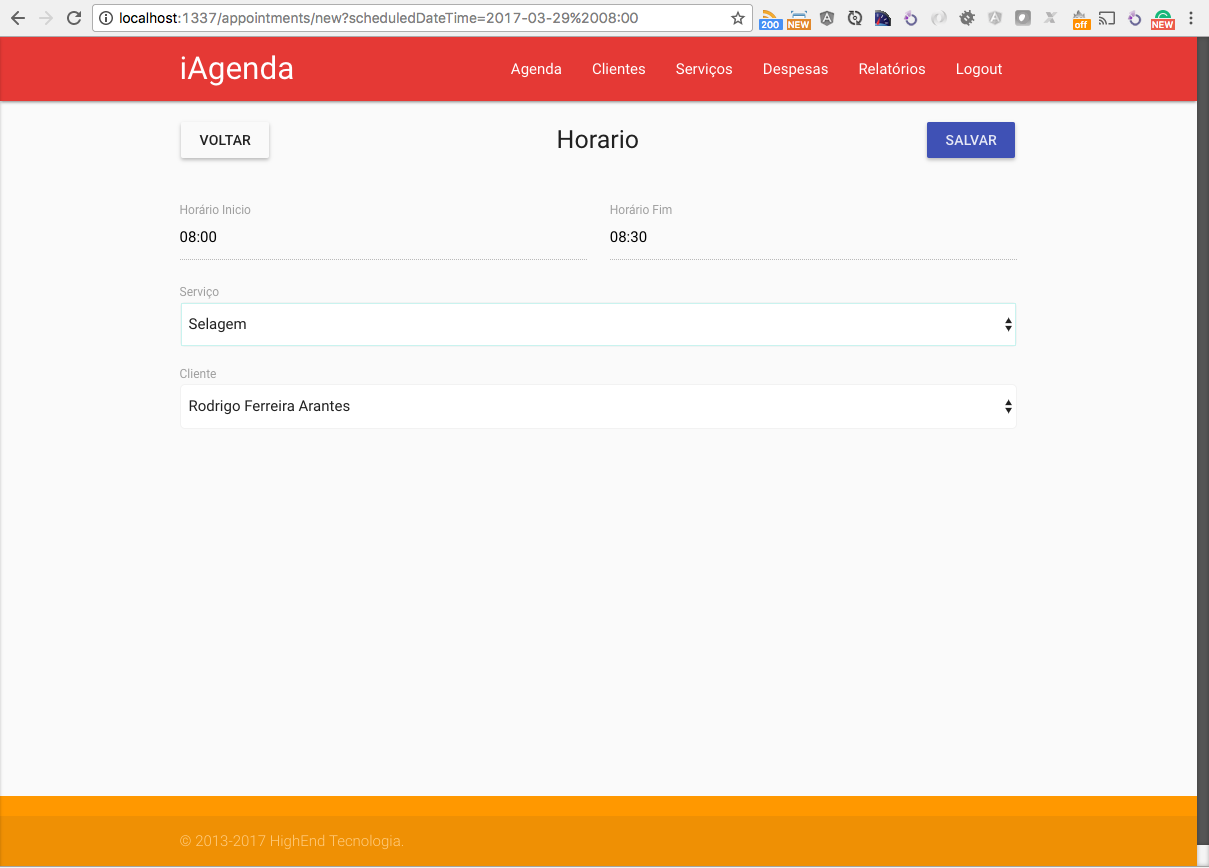 localhost:1337/appointments/new?scheduledDateTime=2017-03-29%2008:00
200 NEW off NEW
iAgenda Agenda Clientes Serviços Despesas Relatórios Logout
VOLTAR Horario SALVAR
Horário Inicio Horário Fim
08:00 08:30
Serviço
Selagem
Cliente
Rodrigo Ferreira Arantes
© 2013-2017 HighEnd Tecnologia.